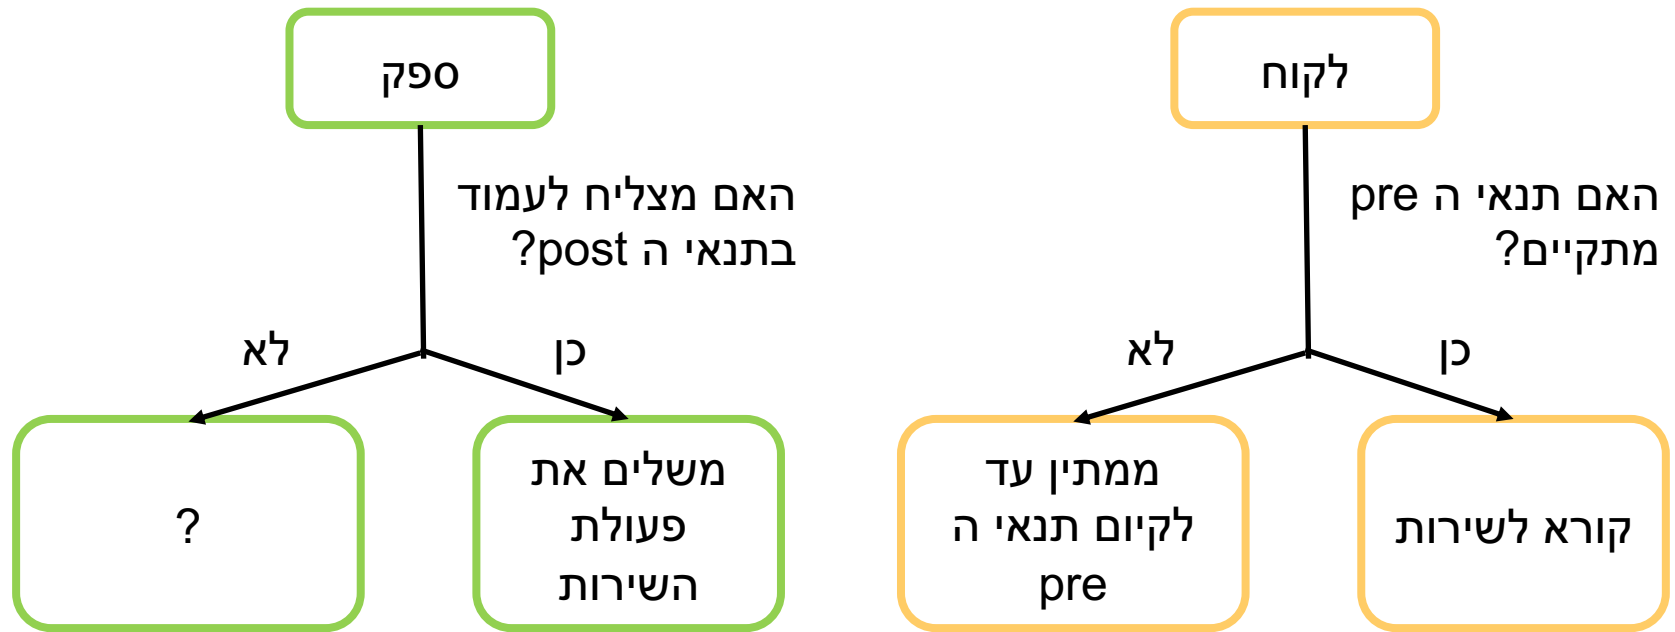 לקוח
האם תנאי ה pre
מתקיים?
כן
לא
קורא לשירות
ממתין עד
לקיום תנאי ה
pre
ספק
האם מצליח לעמוד
בתנאי ה post?
כן
לא
משלים את
פעולת
השירות
?